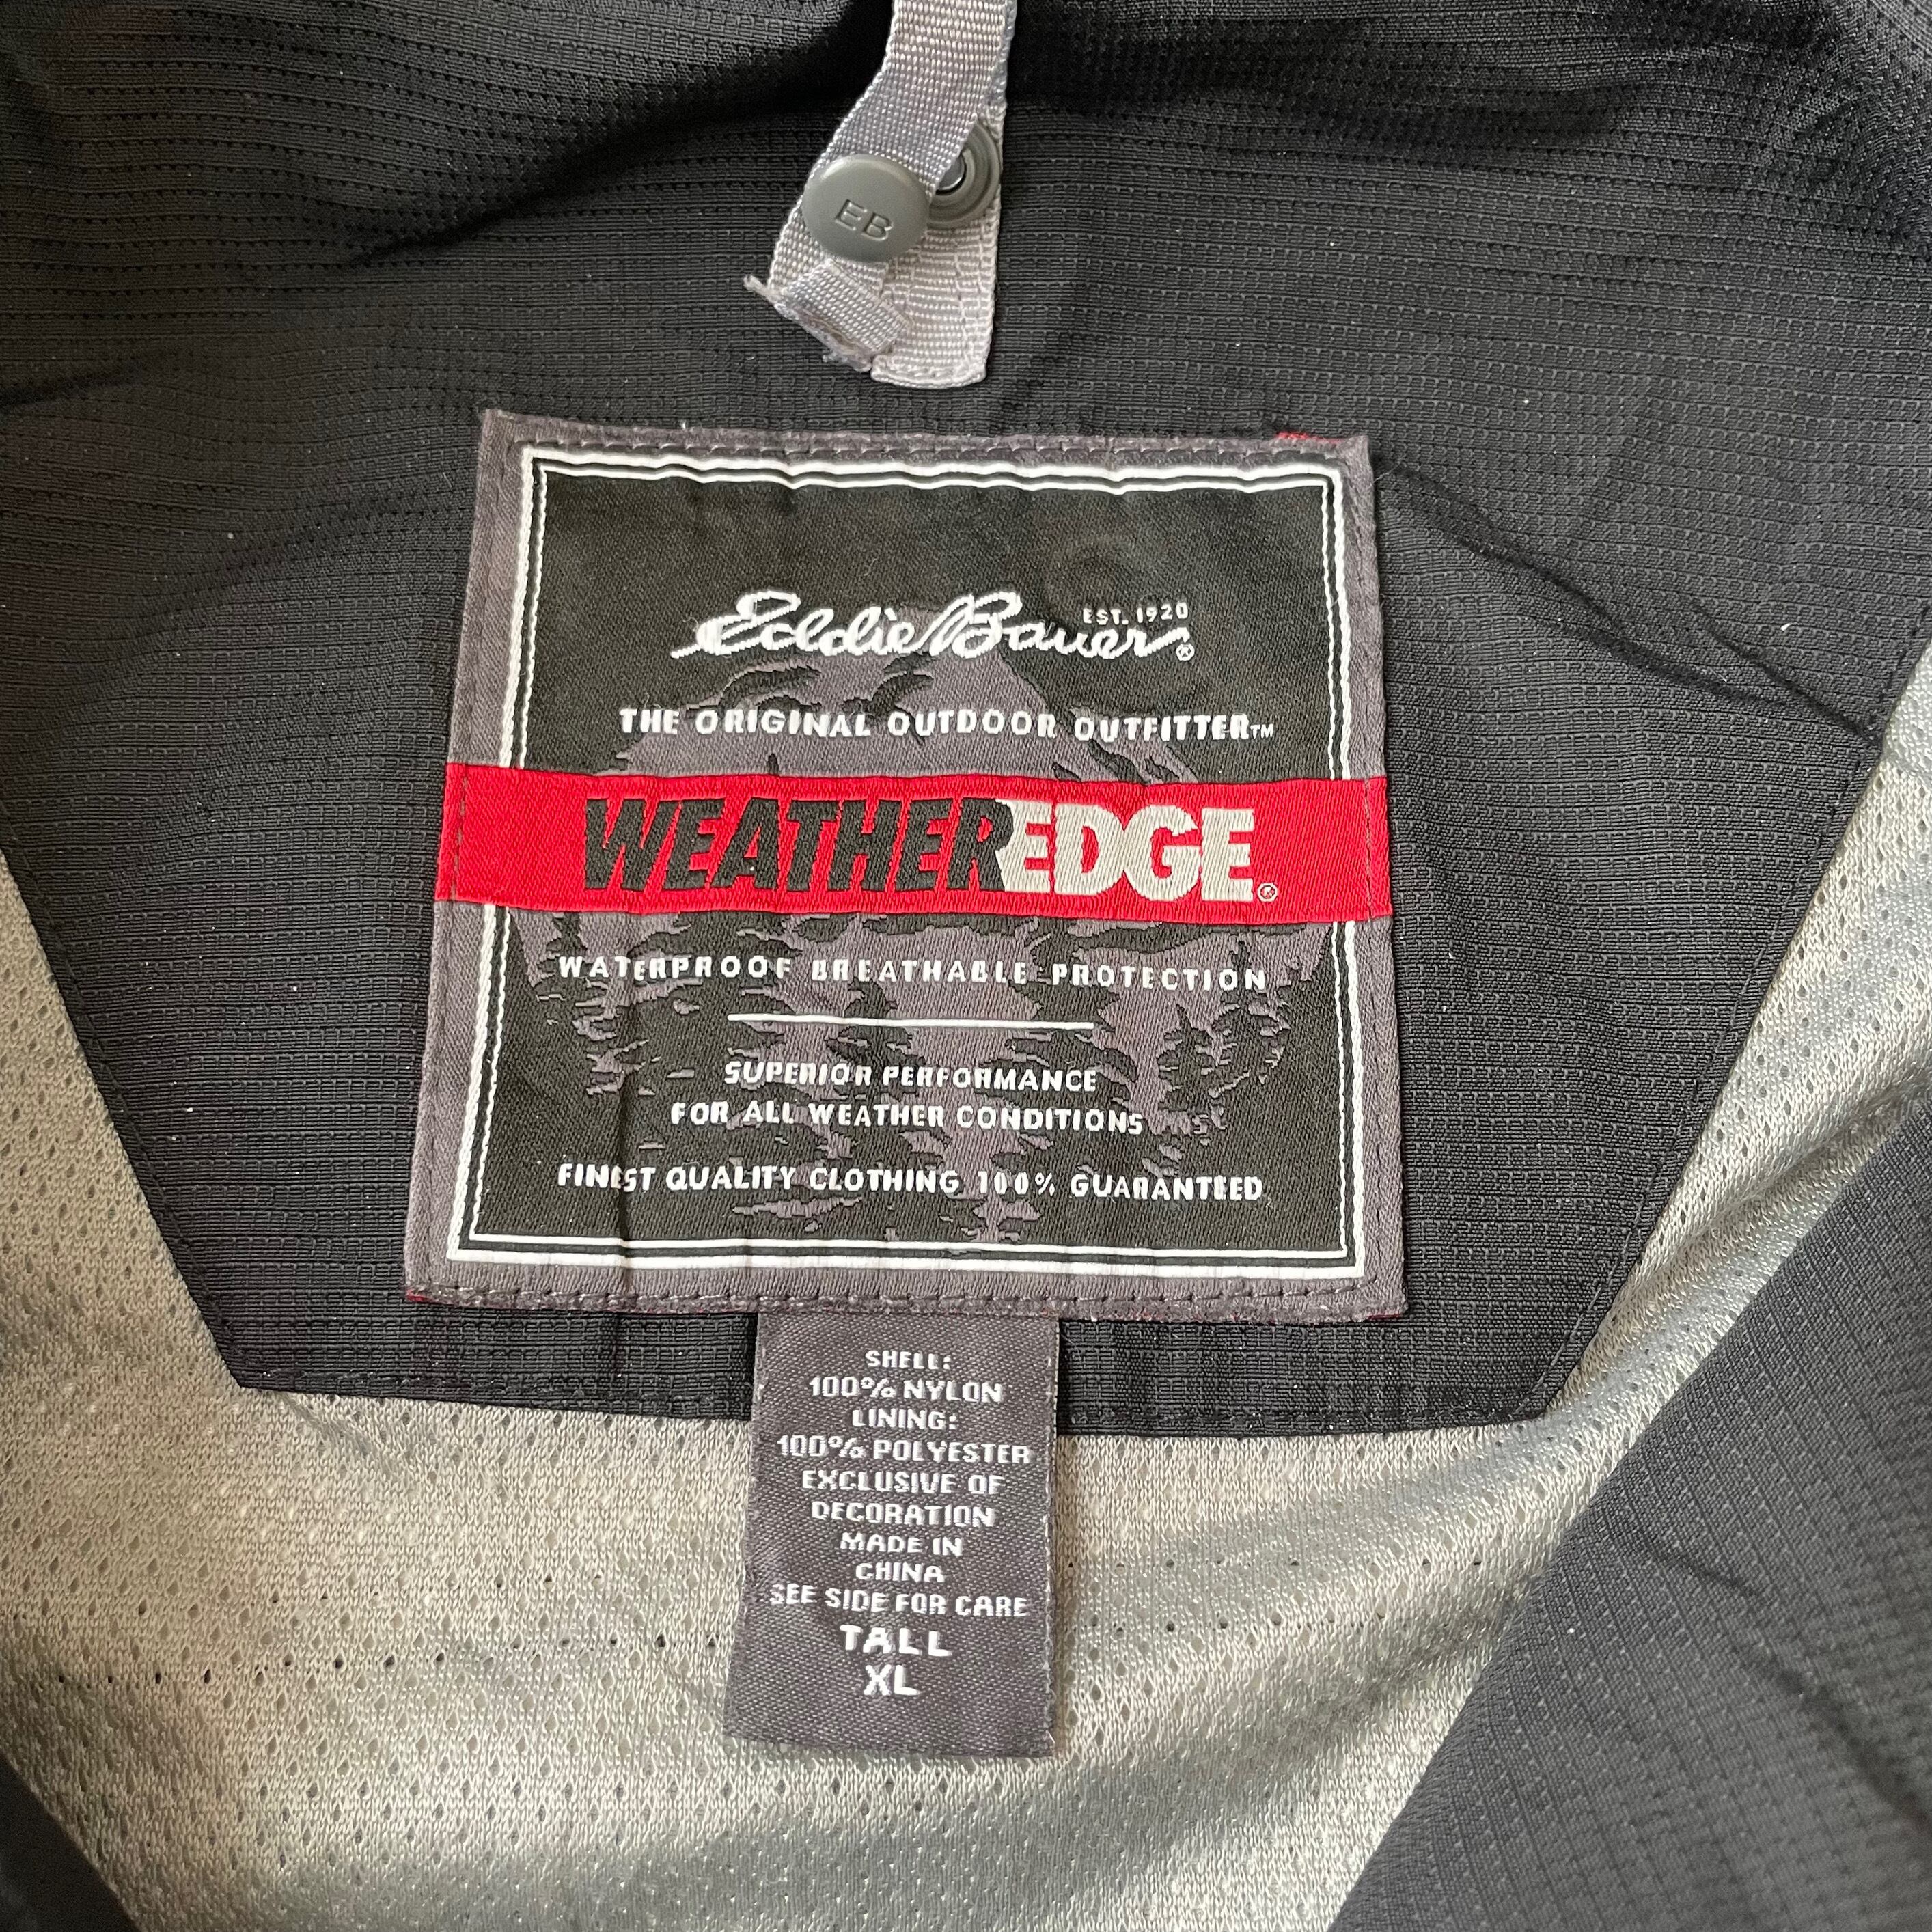 EB
Eddie Bauer®
EST. 1920
THE ORIGINAL OUTDOOR OUTFITTER™
WEATHEREDGE®
WATERPROOF BREATHABLE PROTECTION
SUPERIOR PERFORMANCE
FOR ALL WEATHER CONDITIONS
FINEST QUALITY CLOTHING 100% GUARANTEED
SHELL:
100% NYLON
LINING:
100% POLYESTER
EXCLUSIVE OF
DECORATION
MADE IN
CHINA
SEE SIDE FOR CARE
TALL
XL